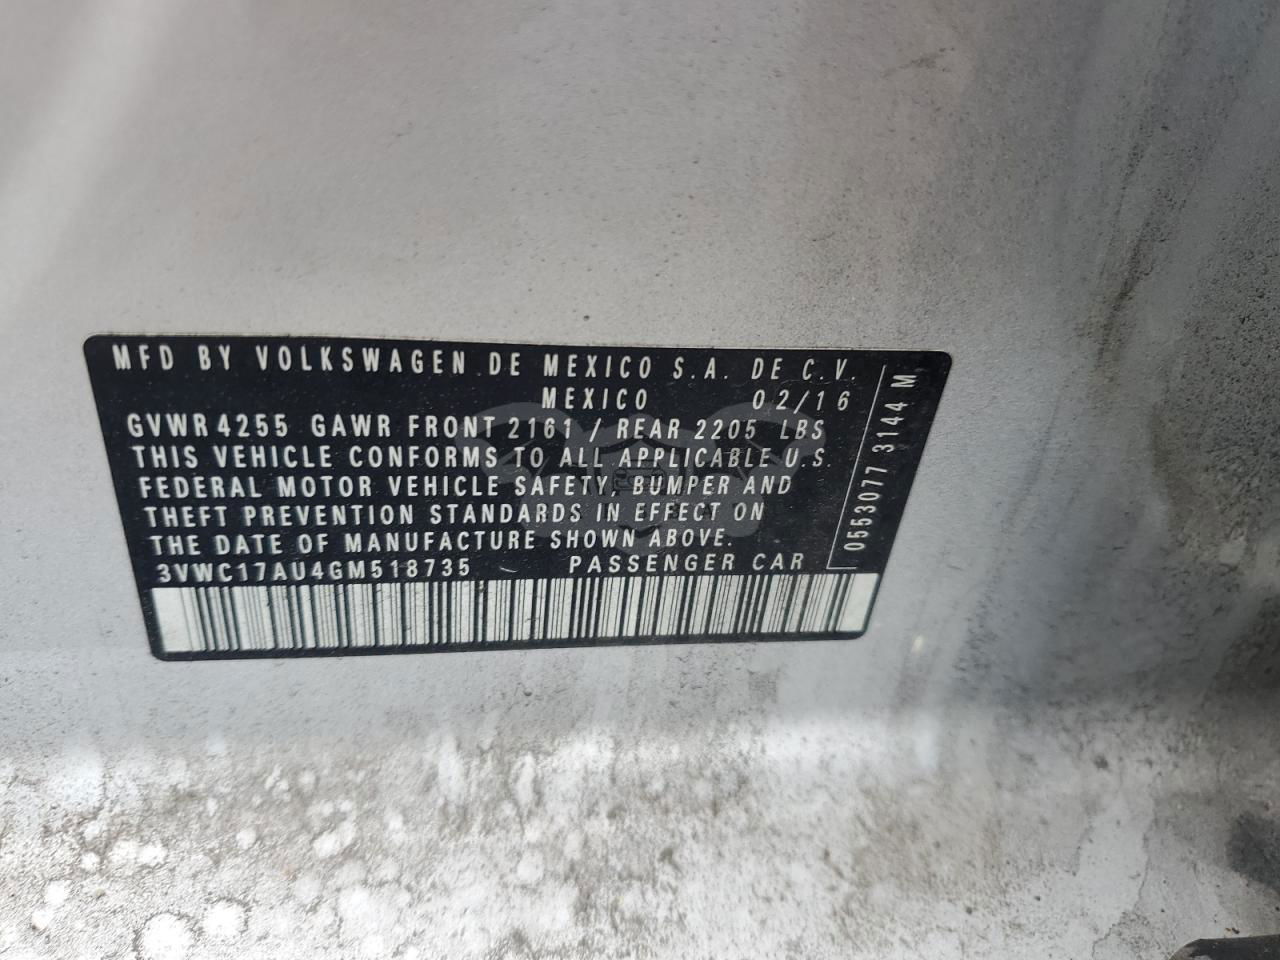 MFD BY VOLKSWAGEN DE MEXICO S.A. DE C.V.
MEXICO 02/16
GVWR 4255 GAWR FRONT 2161 / REAR 2205 LBS
THIS VEHICLE CONFORMS TO ALL APPLICABLE U.S.
FEDERAL MOTOR VEHICLE SAFETY, BUMPER AND
THEFT PREVENTION STANDARDS IN EFFECT ON
THE DATE OF MANUFACTURE SHOWN ABOVE.
3VWC17AU4GM518735 PASSENGER CAR
0553077 3144 M